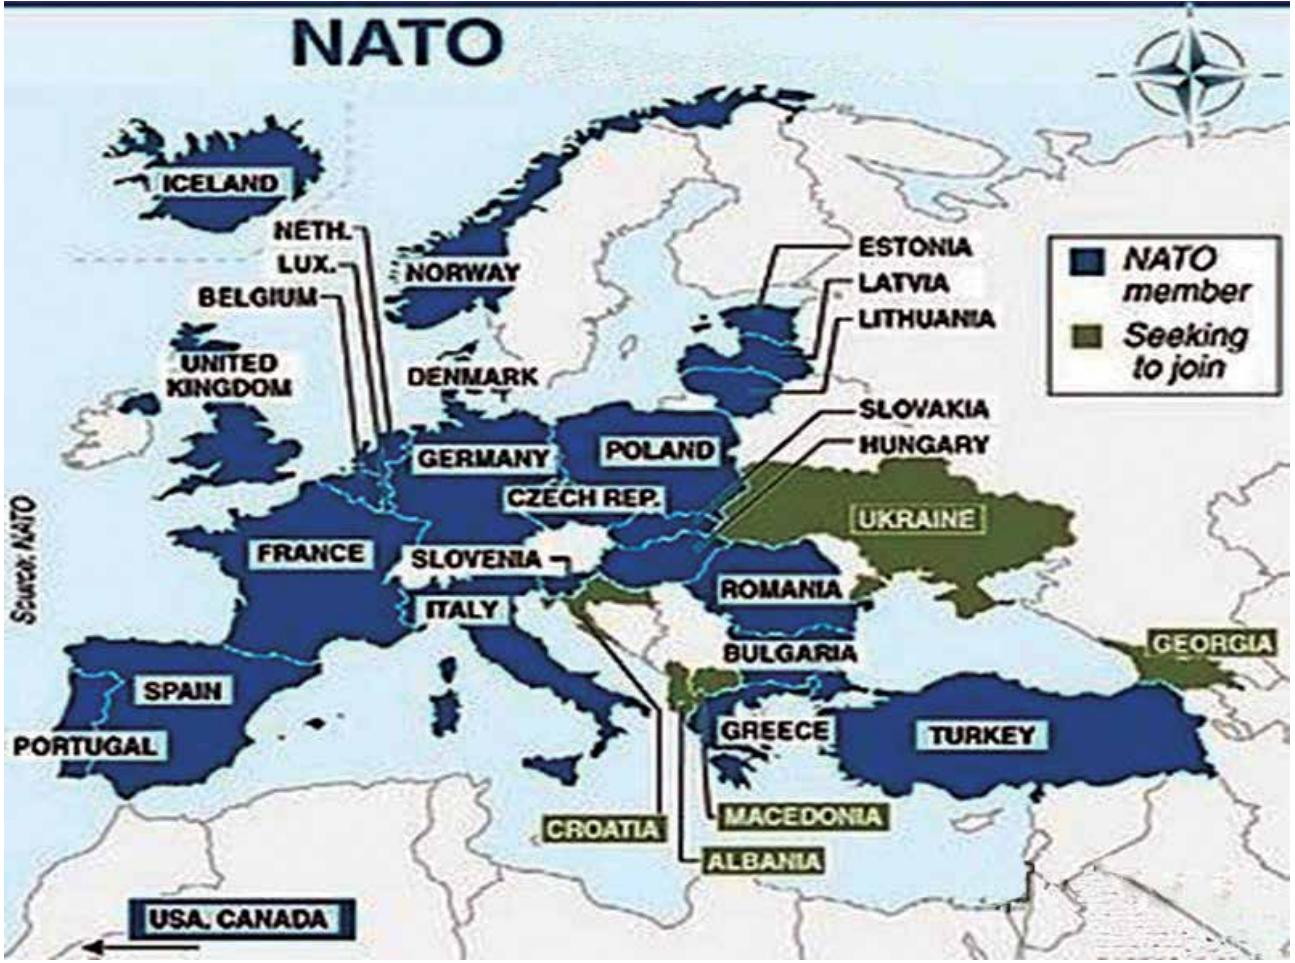 NATO
ICELAND
NETH.
LUX.
BELGIUM
NORWAY
ESTONIA
LATVIA
LITHUANIA
NATO
member
Seeking
to join
UNITED
KINGDOM
DENMARK
SLOVAKIA
HUNGARY
GERMANY
POLAND
CZECH REP.
UKRAINE
FRANCE
SLOVENIA
ROMANIA
ITALY
BULGARIA
GEORGIA
SPAIN
PORTUGAL
GREECE
TURKEY
CROATIA
MACEDONIA
ALBANIA
USA, CANADA
Source: NATO